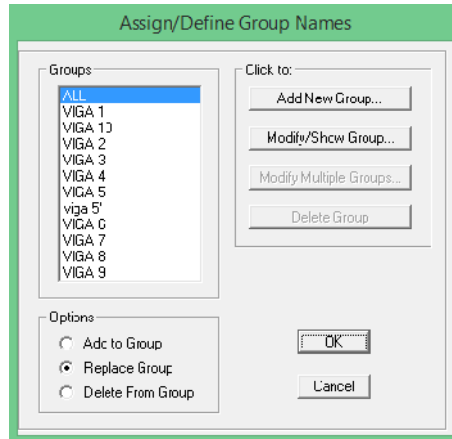 Assign/Define Group Names
Groups
ALL
VIGA 1
VIGA 10
VIGA 2
VIGA 3
VIGA 4
VIGA 5
viga 5'
VIGA 6
VIGA 7
VIGA 8
VIGA 9
Click to:
Add New Group...
Modify/Show Group...
Modify Multiple Groups...
Delete Group
Options
Add to Group
Replace Group
Delete From Group
OK
Cancel